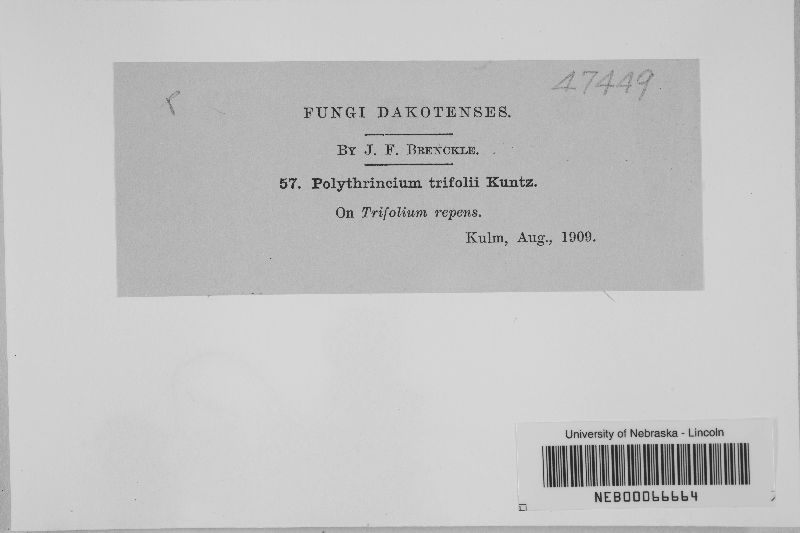 47449
FUNGI DAKOTENSES.
BY J. F. BRENCKLE.
57. Polythrincium trifolii Kuntz.
On Trifolium repens.
Kulm, Aug., 1909.
University of Nebraska - Lincoln
NEB00066664